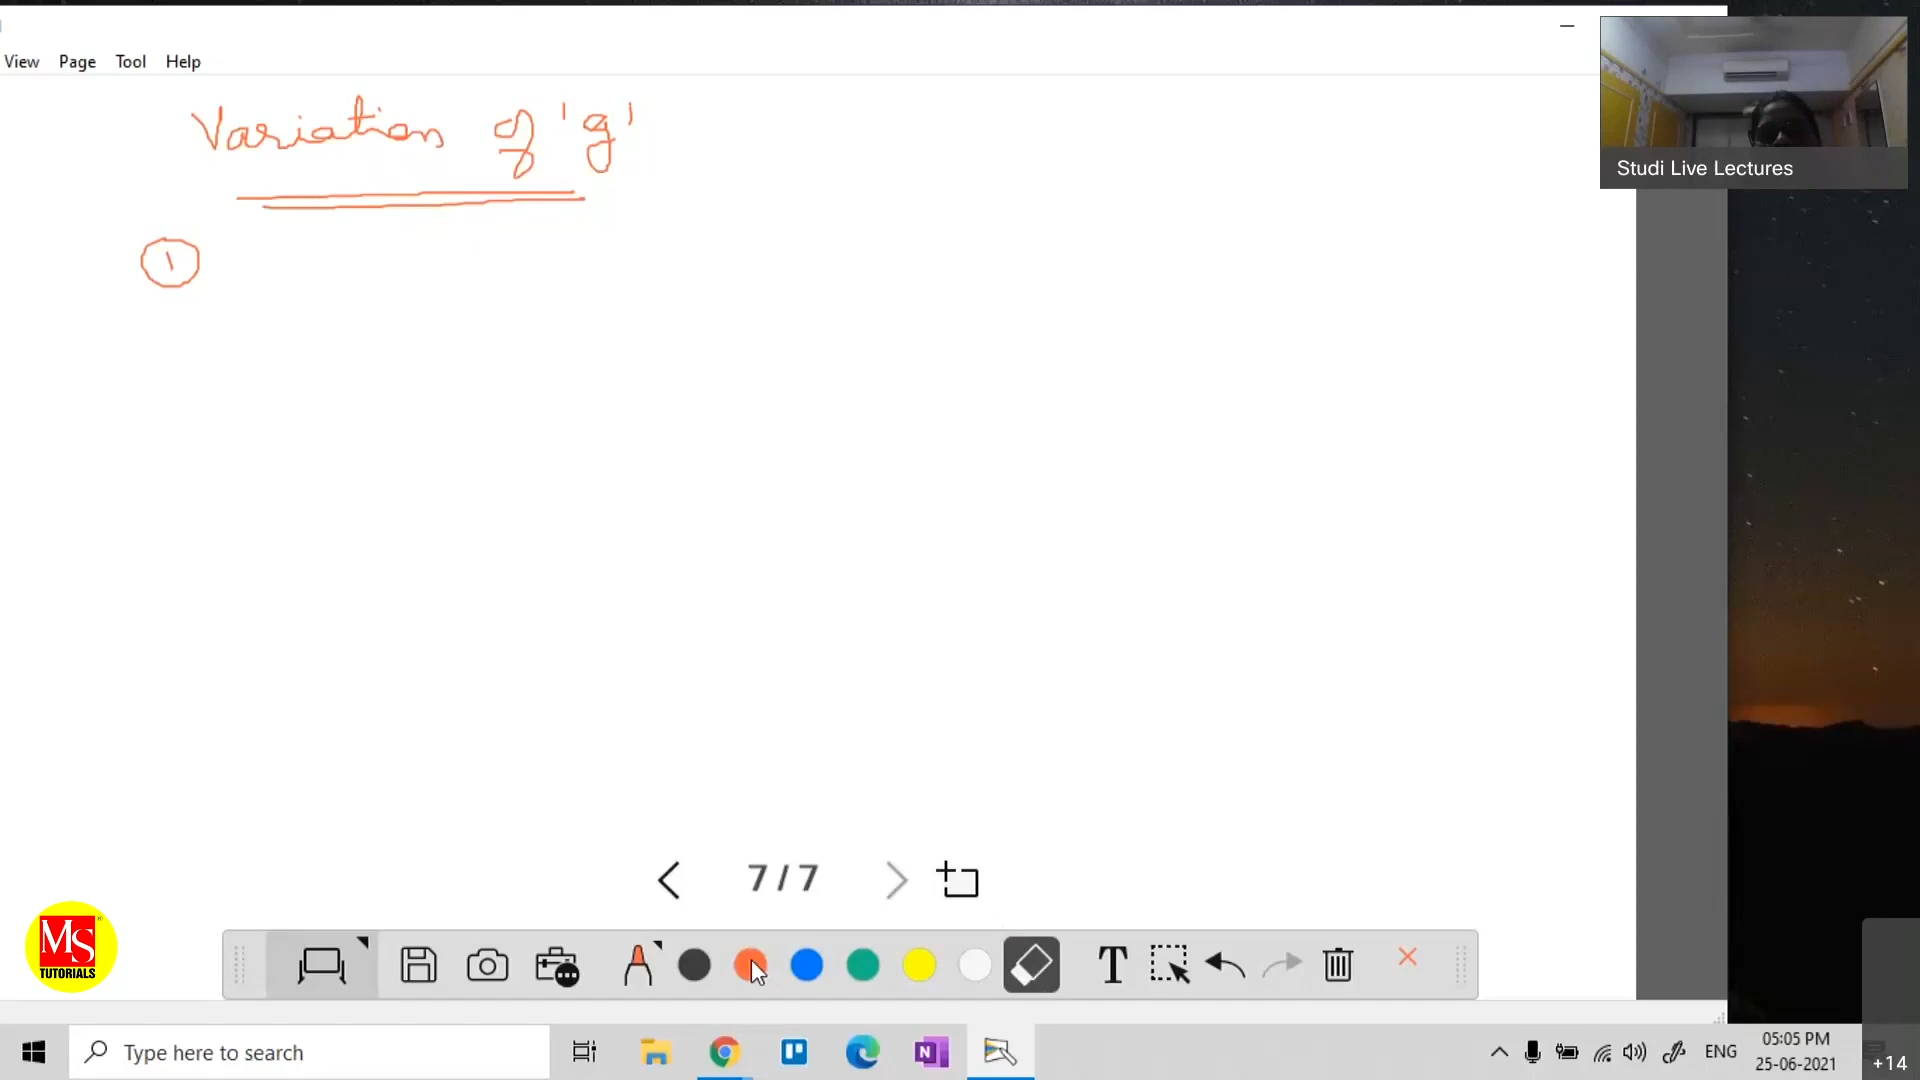 View Page Tool Help
Studi Live Lectures
Variation of 'g'
1
7 / 7
MS
TUTORIALS
T
Type here to search
N
ENG
05:05 PM
25-06-2021
+14